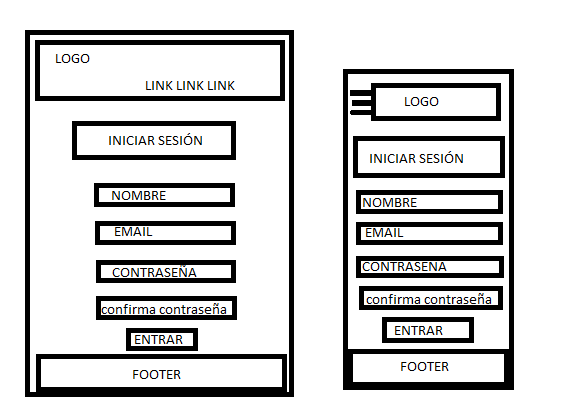 LOGO
LINK LINK LINK
INICIAR SESIÓN
NOMBRE
EMAIL
CONTRASEÑA
confirma contraseña
ENTRAR
FOOTER
LOGO
INICIAR SESIÓN
NOMBRE
EMAIL
CONTRASENA
confirma contraseña
ENTRAR
FOOTER